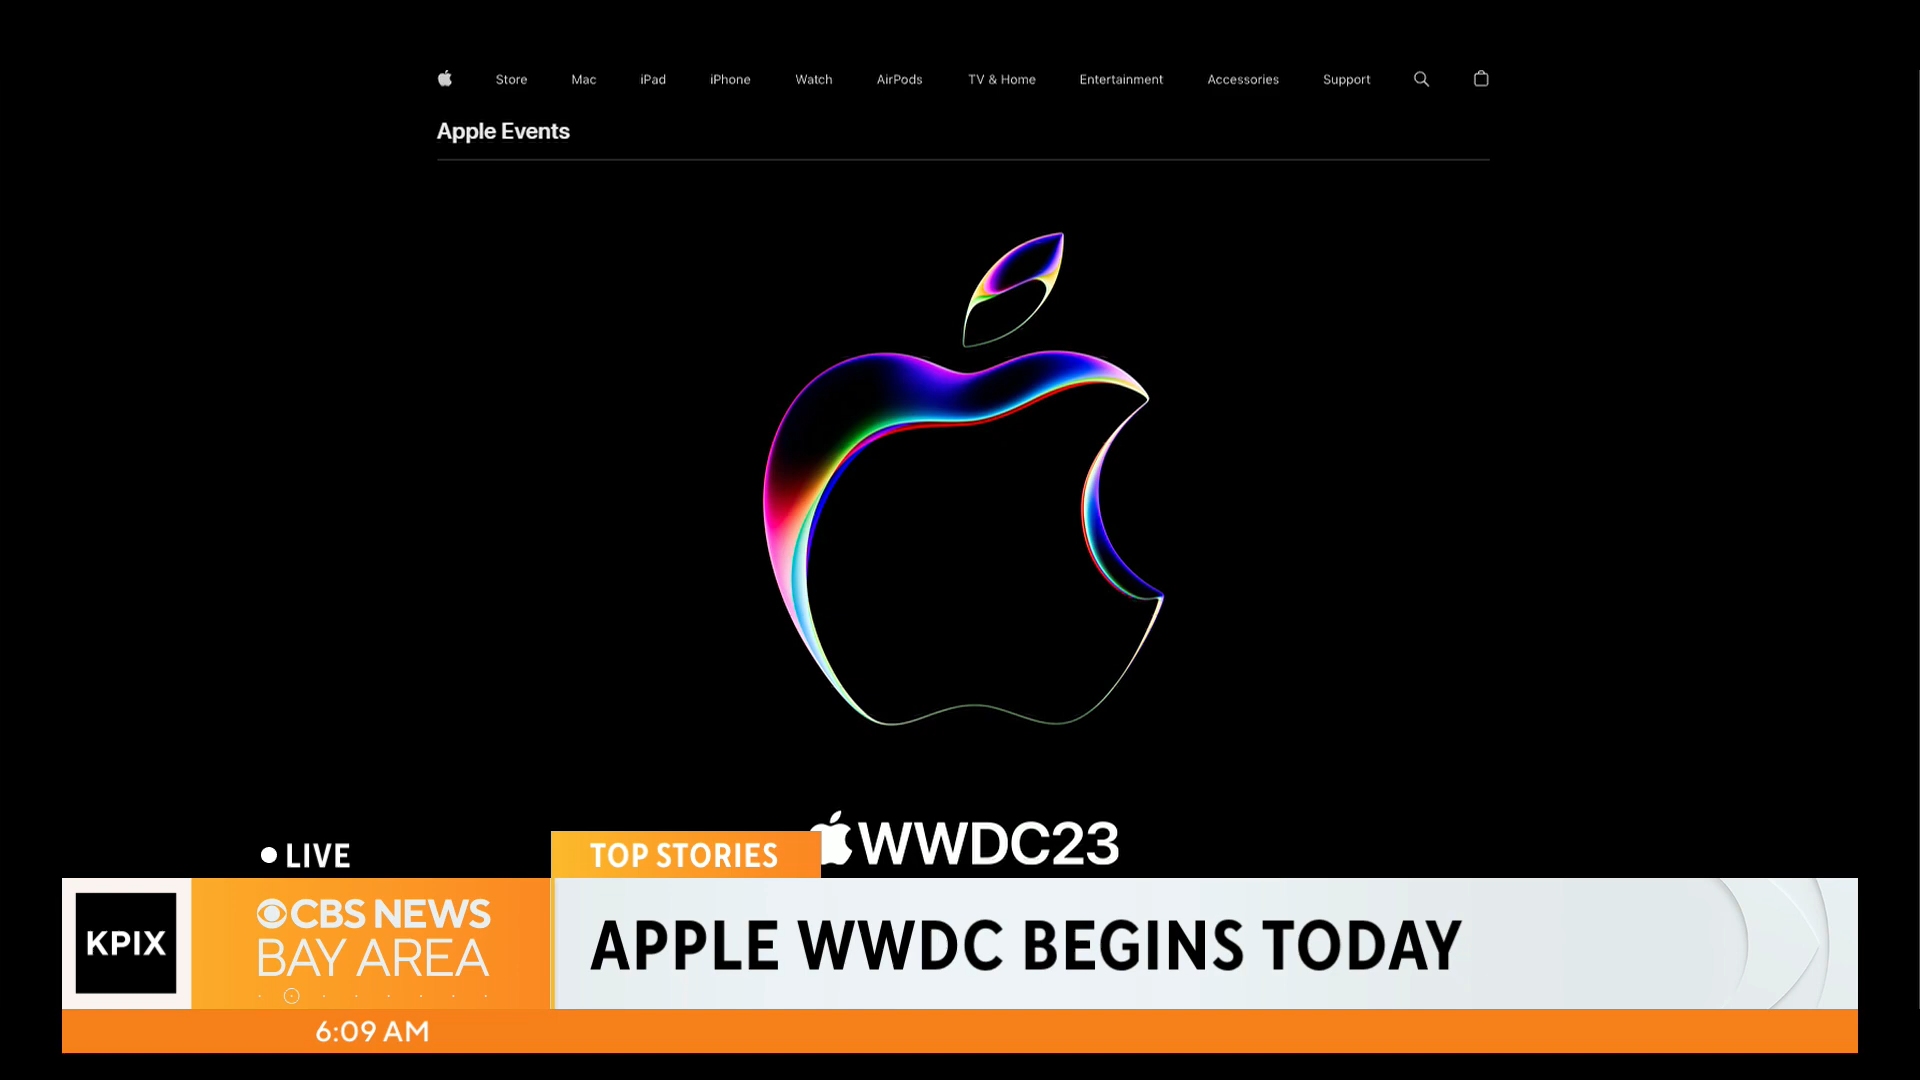 Store Mac iPad iPhone Watch AirPods TV & Home Entertainment Accessories Support
Apple Events
WWDC23
LIVE
TOP STORIES
KPIX
CBS NEWS
BAY AREA
APPLE WWDC BEGINS TODAY
6:09 AM